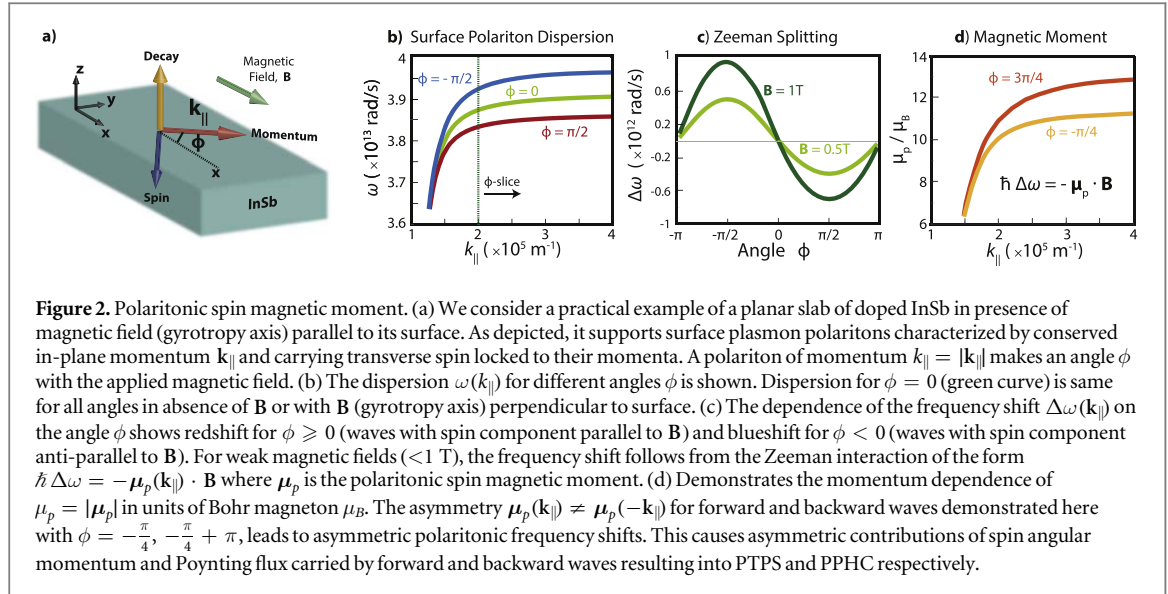 a)
Decay
Magnetic
Field, B
z
y
x
k∥
Momentum
ϕ
x
Spin
InSb
b) Surface Polariton Dispersion
4
3.9
3.8
3.7
3.6
ω (×10¹³ rad/s)
ϕ = - π/2
ϕ = 0
ϕ = π/2
ϕ-slice
1 2 3 4
k∥ (×10⁵ m⁻¹)
c) Zeeman Splitting
1
0.6
0.2
-0.2
-0.6
-1
Δω (×10¹² rad/s)
B = 1T
B = 0.5T
-π -π/2 0 π/2 π
Angle ϕ
d) Magnetic Moment
12
10
8
6
μp / μB
ϕ = 3π/4
ϕ = -π/4
ħ Δω = - μp · B
1 2 3 4
k∥ (×10⁵ m⁻¹)
Figure 2. Polaritonic spin magnetic moment. (a) We consider a practical example of a planar slab of doped InSb in presence of
magnetic field (gyrotropy axis) parallel to its surface. As depicted, it supports surface plasmon polaritons characterized by conserved
in-plane momentum k∥ and carrying transverse spin locked to their momenta. A polariton of momentum k∥ = |k∥| makes an angle ϕ
with the applied magnetic field. (b) The dispersion ω(k∥) for different angles ϕ is shown. Dispersion for ϕ = 0 (green curve) is same
for all angles in absence of B or with B (gyrotropy axis) perpendicular to surface. (c) The dependence of the frequency shift Δω(k∥) on
the angle ϕ shows redshift for ϕ ⩾ 0 (waves with spin component parallel to B) and blueshift for ϕ < 0 (waves with spin component
anti-parallel to B). For weak magnetic fields (<1 T), the frequency shift follows from the Zeeman interaction of the form
ħ Δω = −μp(k∥) · B where μp is the polaritonic spin magnetic moment. (d) Demonstrates the momentum dependence of
μp = |μp| in units of Bohr magneton μB. The asymmetry μp(k∥) ≠ μp(−k∥) for forward and backward waves demonstrated here
with ϕ = −π/4, −π/4 + π, leads to asymmetric polaritonic frequency shifts. This causes asymmetric contributions of spin angular
momentum and Poynting flux carried by forward and backward waves resulting into PTPS and PPHC respectively.